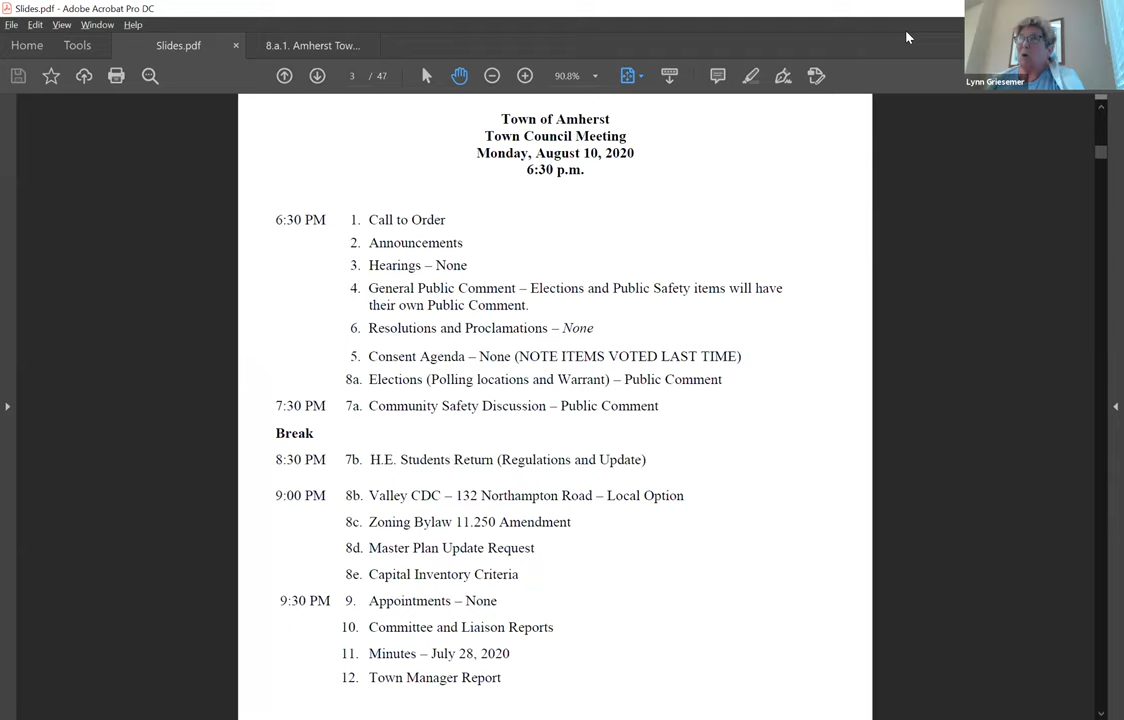 Slides.pdf - Adobe Acrobat Pro DC
File Edit View Window Help
Home Tools Slides.pdf × 8.a.1. Amherst Tow...
3 / 47 90.8%
Lynn Griesemer
Town of Amherst
Town Council Meeting
Monday, August 10, 2020
6:30 p.m.
6:30 PM 1. Call to Order
2. Announcements
3. Hearings – None
4. General Public Comment – Elections and Public Safety items will have
their own Public Comment.
6. Resolutions and Proclamations – None
5. Consent Agenda – None (NOTE ITEMS VOTED LAST TIME)
8a. Elections (Polling locations and Warrant) – Public Comment
7:30 PM 7a. Community Safety Discussion – Public Comment
Break
8:30 PM 7b. H.E. Students Return (Regulations and Update)
9:00 PM 8b. Valley CDC – 132 Northampton Road – Local Option
8c. Zoning Bylaw 11.250 Amendment
8d. Master Plan Update Request
8e. Capital Inventory Criteria
9:30 PM 9. Appointments – None
10. Committee and Liaison Reports
11. Minutes – July 28, 2020
12. Town Manager Report